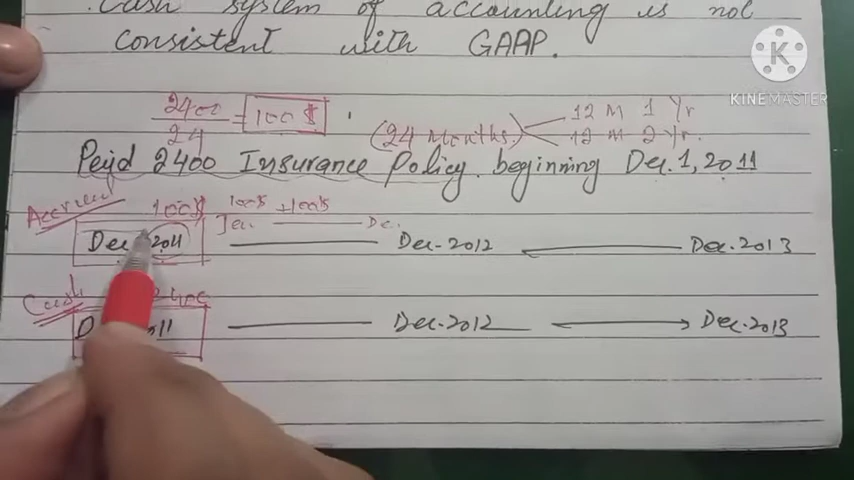 Cash system of accounting is not
consistent with GAAP.
KINEMASTER
2400/24 = 100$
(24 Months.) 12 M 1 Yr
12 M 2 Yr.
Peyd 2400 Insurance Policy. beginning Dec. 1, 2011
Accrual 100$ 100$ +100$
Jan. Dec.
Dec 2011 Dec-2012 Dec-2013
Cash
Dec-2012 Dec-2013